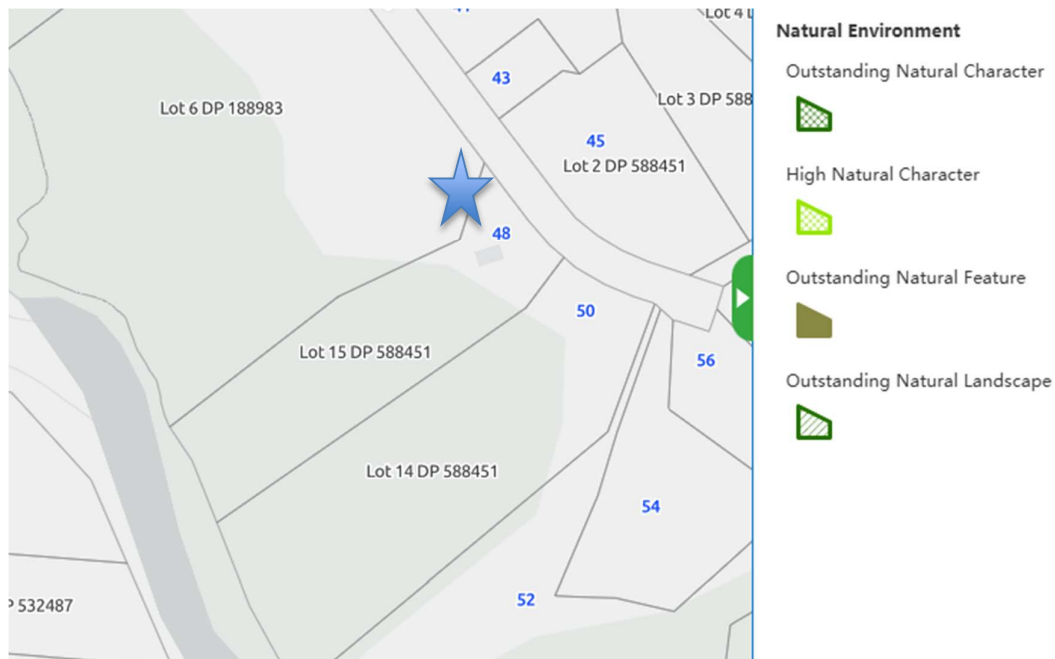 Lot 4
43
Lot 6 DP 188983
Lot 3 DP 588
45
Lot 2 DP 588451
48
50
Lot 15 DP 588451
56
Lot 14 DP 588451
54
52
532487
Natural Environment
Outstanding Natural Character
High Natural Character
Outstanding Natural Feature
Outstanding Natural Landscape